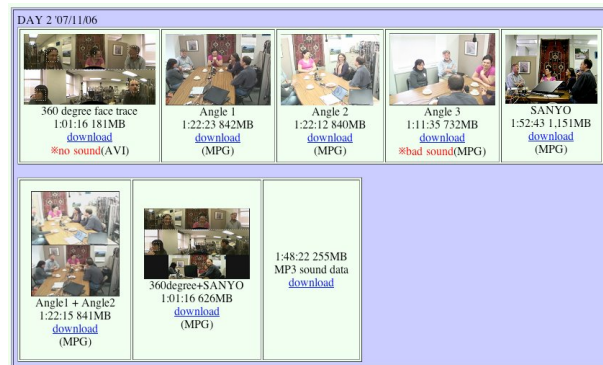 DAY 2 '07/11/06
360 degree face trace
1:01:16 181MB
download
※no sound(AVI)
Angle 1
1:22:23 842MB
download
(MPG)
Angle 2
1:22:12 840MB
download
(MPG)
Angle 3
1:11:35 732MB
download
※bad sound(MPG)
SANYO
1:52:43 1,151MB
download
(MPG)
Angle1 + Angle2
1:22:15 841MB
download
(MPG)
360degree+SANYO
1:01:16 626MB
download
(MPG)
1:48:22 255MB
MP3 sound data
download